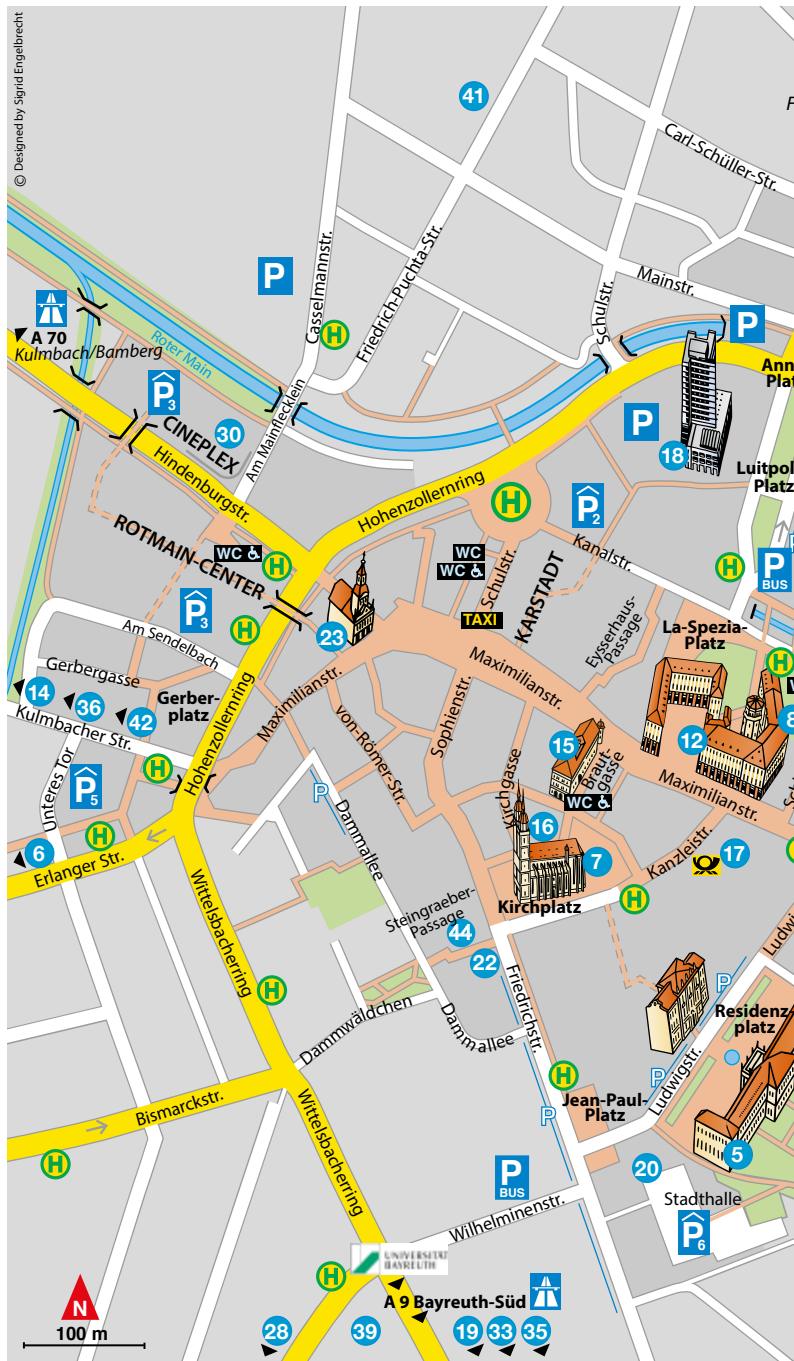 © Designed by Sigrid Engelbrecht
41
Carl-Schüller-Str.
Casselmannstr.
P
Friedrich-Puchta-Str.
Schulstr.
Mainstr.
H
A 70
Kulmbach/Bamberg
Roter Main
P
Ann
Plat
P3
CINEPLEX
30
Am Mainflecklein
Hindenburgstr.
Hohenzollernring
P
18
Luitpol
Platz
H
P2
Kanalstr.
ROTMAIN-CENTER
WC
H
WC
WC
Schulstr.
KARSTADT
TAXI
H
P
BUS
P
P3
H
23
Am Sendelbach
Eysserhaus-
Passage
La-Spezia-
Platz
H
Gerbergasse
14
36
42
Gerber-
platz
Kulmbacher Str.
Hohenzollernring
Maximilianstr.
Maximilianstr.
Sophienstr.
von-Römer-Str.
15
12
8
Unteres Tor
P5
H
P
Dammallee
Kirchgasse
Braut-
gasse
WC
Maximilianstr.
16
7
Kanzleistr.
17
6
H
Erlanger Str.
Wittelsbacherring
Kirchplatz
H
Steingraeber-
Passage
44
22
Friedrichstr.
H
Dammwäldchen
Dammallee
P
Residenz-
platz
Ludwigstr.
P
Bismarckstr.
H
H
Jean-Paul-
Platz
P
Wittelsbacherring
P
BUS
20
5
Stadthalle
P6
Wilhelminenstr.
UNIVERSITÄT
BAYREUTH
H
A 9 Bayreuth-Süd
N
100 m
28
39
19
33
35